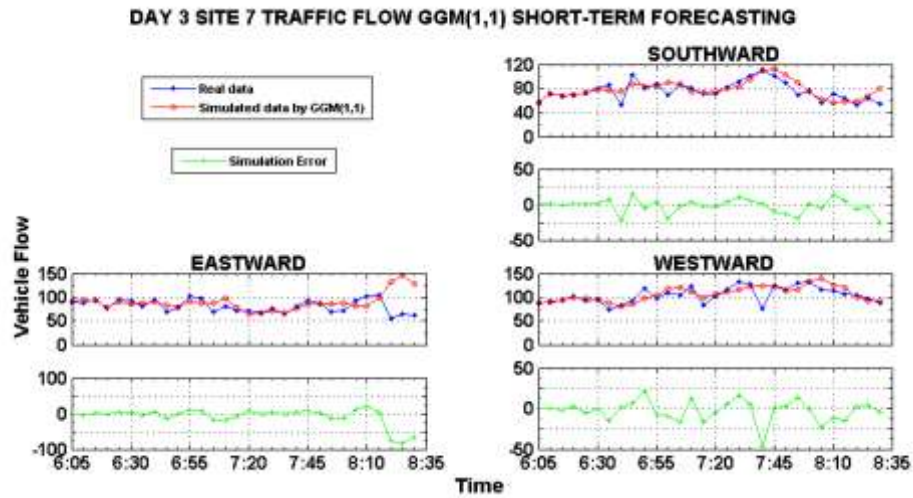 DAY 3 SITE 7 TRAFFIC FLOW GGM(1,1) SHORT-TERM FORECASTING
Real data
Simulated data by GGM(1,1)
Simulation Error
SOUTHWARD
120
80
40
0
50
0
-50
Vehicle Flow
EASTWARD
150
100
50
0
100
0
-100
6:05 6:30 6:55 7:20 7:45 8:10 8:35
WESTWARD
150
100
50
0
50
0
-50
6:05 6:30 6:55 7:20 7:45 8:10 8:35
Time